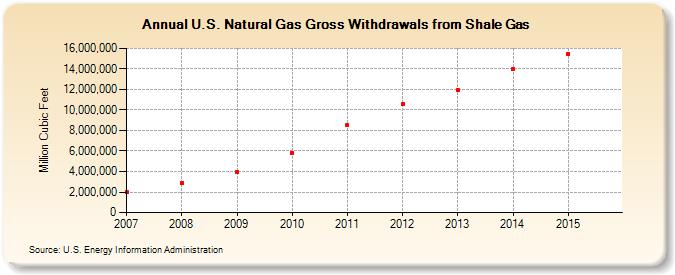 Annual U.S. Natural Gas Gross Withdrawals from Shale Gas
Million Cubic Feet
16,000,000
14,000,000
12,000,000
10,000,000
8,000,000
6,000,000
4,000,000
2,000,000
0
2007 2008 2009 2010 2011 2012 2013 2014 2015
Source: U.S. Energy Information Administration